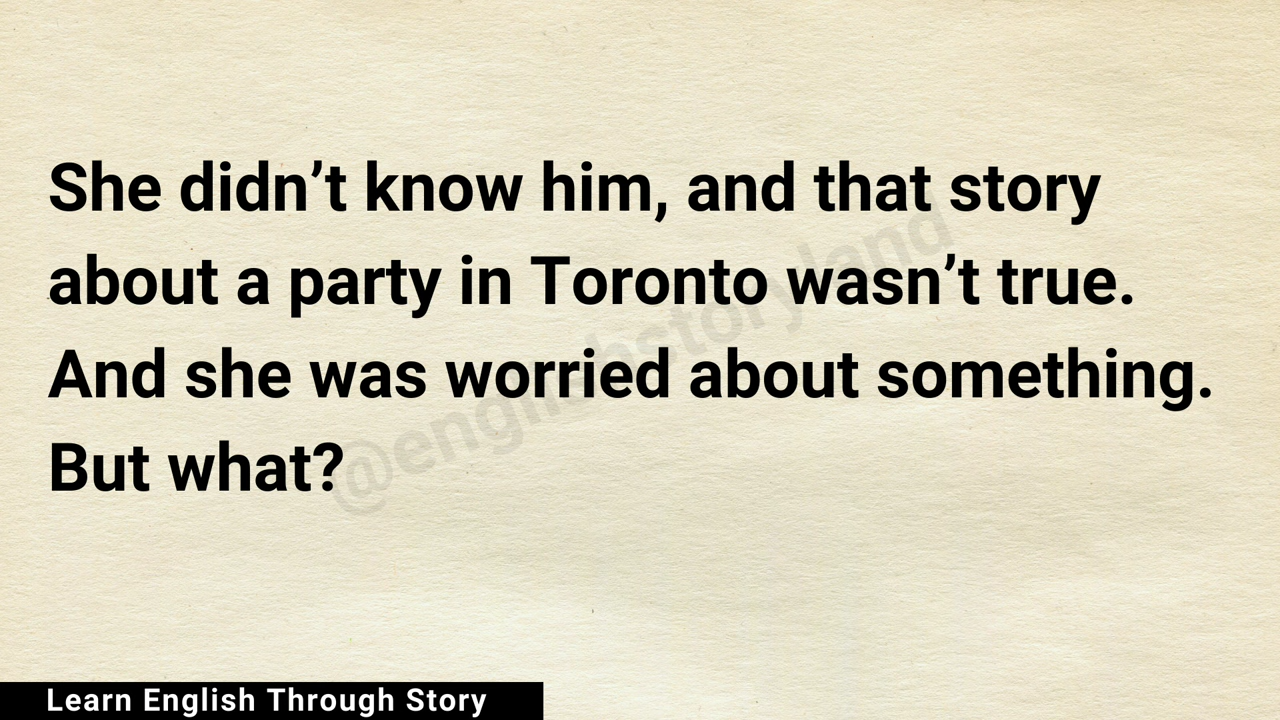 She didn’t know him, and that story
about a party in Toronto wasn’t true.
And she was worried about something.
But what?
@englishstoryland
Learn English Through Story